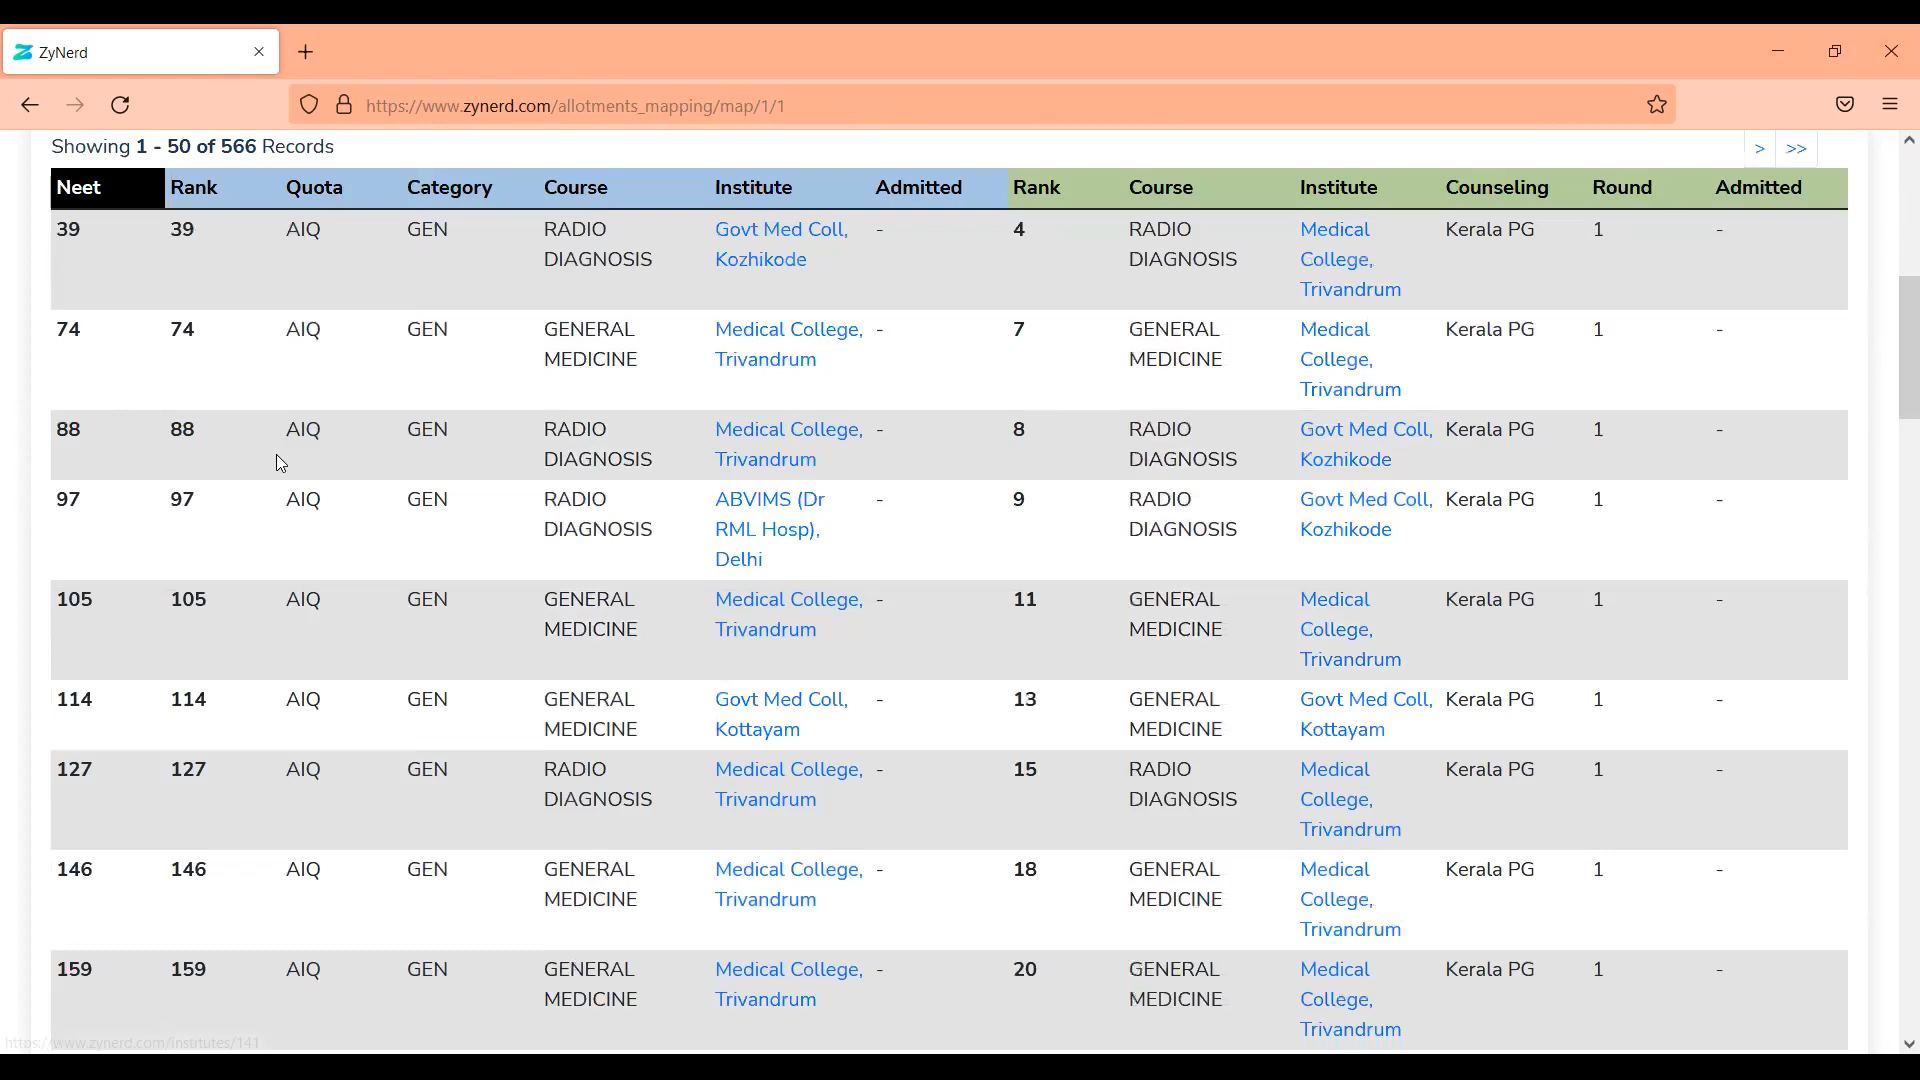 ZyNerd
https://www.zynerd.com/allotments_mapping/map/1/1
Showing 1 - 50 of 566 Records > >>
Neet Rank Quota Category Course Institute Admitted Rank Course Institute Counseling Round Admitted
39 39 AIQ GEN RADIO Govt Med Coll, - 4 RADIO Medical Kerala PG 1 -
DIAGNOSIS Kozhikode DIAGNOSIS College,
Trivandrum
74 74 AIQ GEN GENERAL Medical College, - 7 GENERAL Medical Kerala PG 1 -
MEDICINE Trivandrum MEDICINE College,
Trivandrum
88 88 AIQ GEN RADIO Medical College, - 8 RADIO Govt Med Coll, Kerala PG 1 -
DIAGNOSIS Trivandrum DIAGNOSIS Kozhikode
97 97 AIQ GEN RADIO ABVIMS (Dr - 9 RADIO Govt Med Coll, Kerala PG 1 -
DIAGNOSIS RML Hosp), DIAGNOSIS Kozhikode
Delhi
105 105 AIQ GEN GENERAL Medical College, - 11 GENERAL Medical Kerala PG 1 -
MEDICINE Trivandrum MEDICINE College,
Trivandrum
114 114 AIQ GEN GENERAL Govt Med Coll, - 13 GENERAL Govt Med Coll, Kerala PG 1 -
MEDICINE Kottayam MEDICINE Kottayam
127 127 AIQ GEN RADIO Medical College, - 15 RADIO Medical Kerala PG 1 -
DIAGNOSIS Trivandrum DIAGNOSIS College,
Trivandrum
146 146 AIQ GEN GENERAL Medical College, - 18 GENERAL Medical Kerala PG 1 -
MEDICINE Trivandrum MEDICINE College,
Trivandrum
159 159 AIQ GEN GENERAL Medical College, - 20 GENERAL Medical Kerala PG 1 -
MEDICINE Trivandrum MEDICINE College,
Trivandrum
https://www.zynerd.com/institutes/141